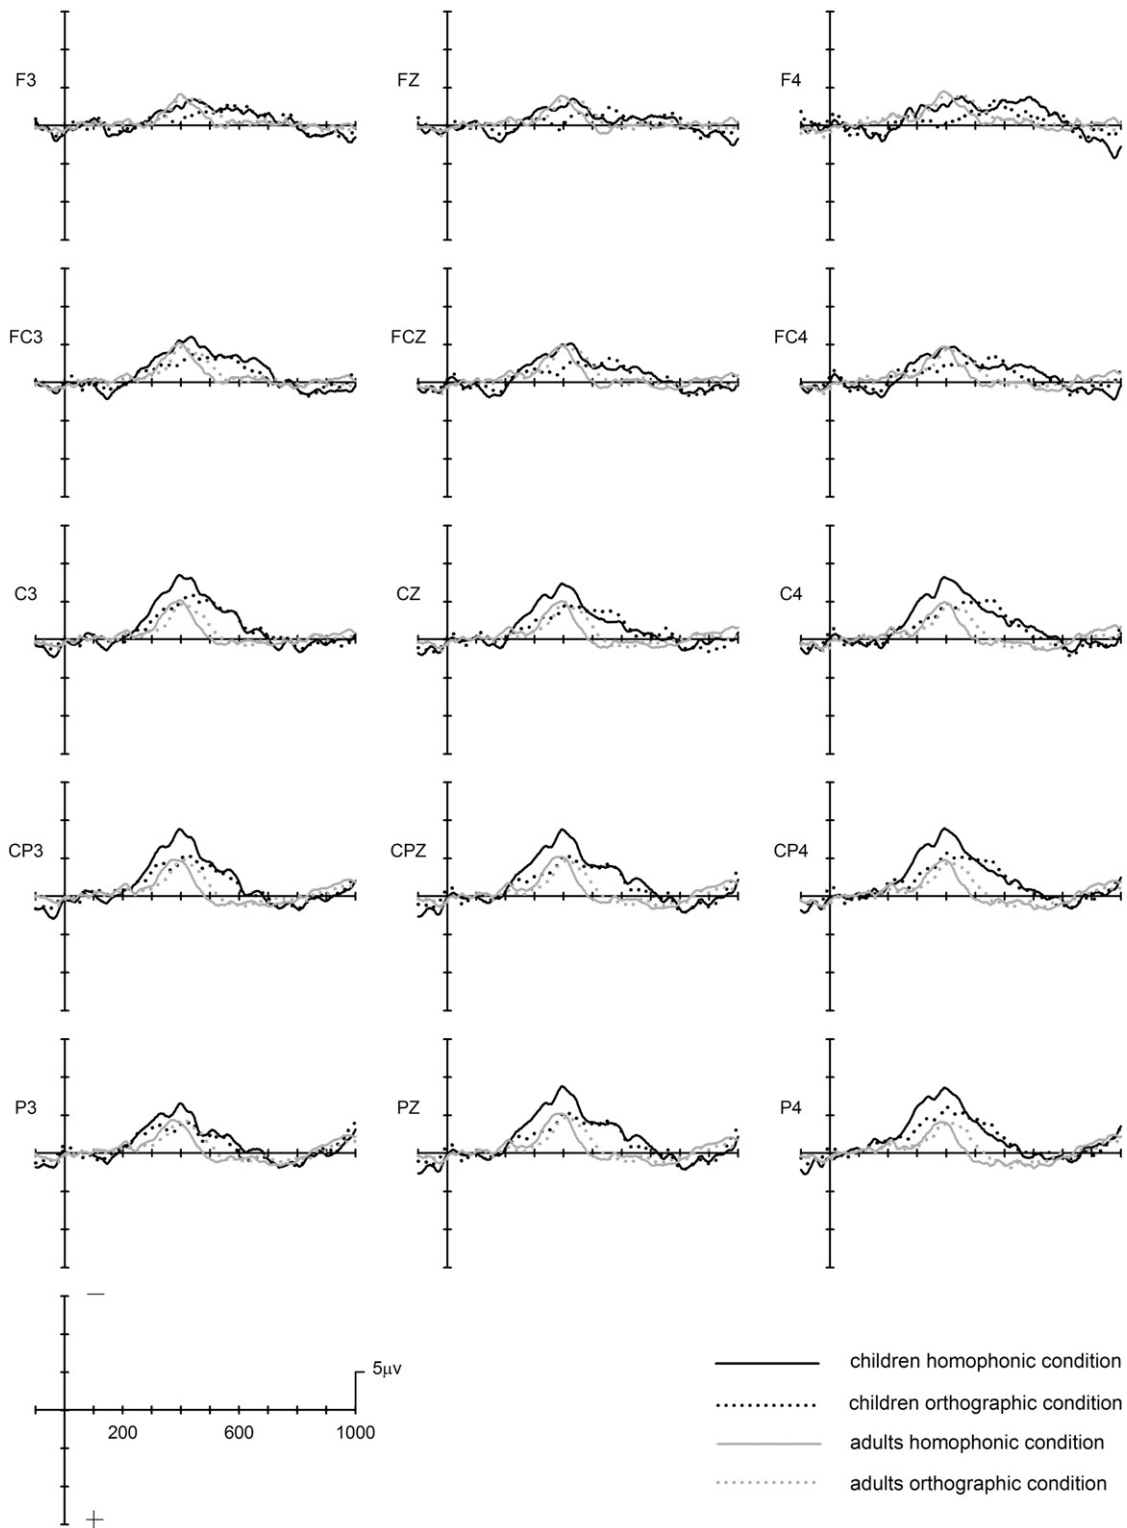 F3
FZ
F4
FC3
FCZ
FC4
C3
CZ
C4
CP3
CPZ
CP4
P3
PZ
P4
—
5μv
200 600 1000
+
children homophonic condition
children orthographic condition
adults homophonic condition
adults orthographic condition